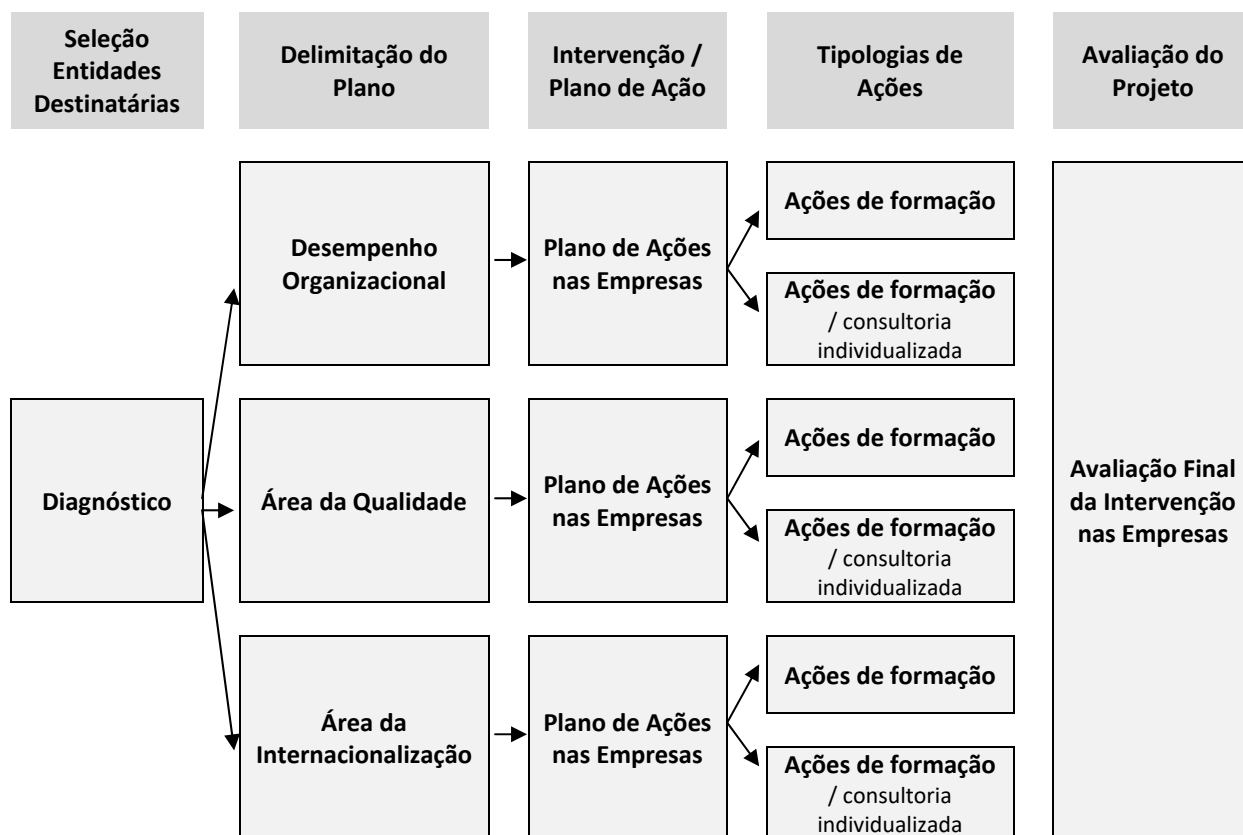 Seleção
Entidades
Destinatárias
Delimitação do
Plano
Intervenção /
Plano de Ação
Tipologias de
Ações
Avaliação do
Projeto
Diagnóstico
Desempenho
Organizacional
Plano de Ações
nas Empresas
Ações de formação
Ações de formação
/ consultoria
individualizada
Área da Qualidade
Plano de Ações
nas Empresas
Ações de formação
Ações de formação
/ consultoria
individualizada
Área da
Internacionalização
Plano de Ações
nas Empresas
Ações de formação
Ações de formação
/ consultoria
individualizada
Avaliação Final
da Intervenção
nas Empresas